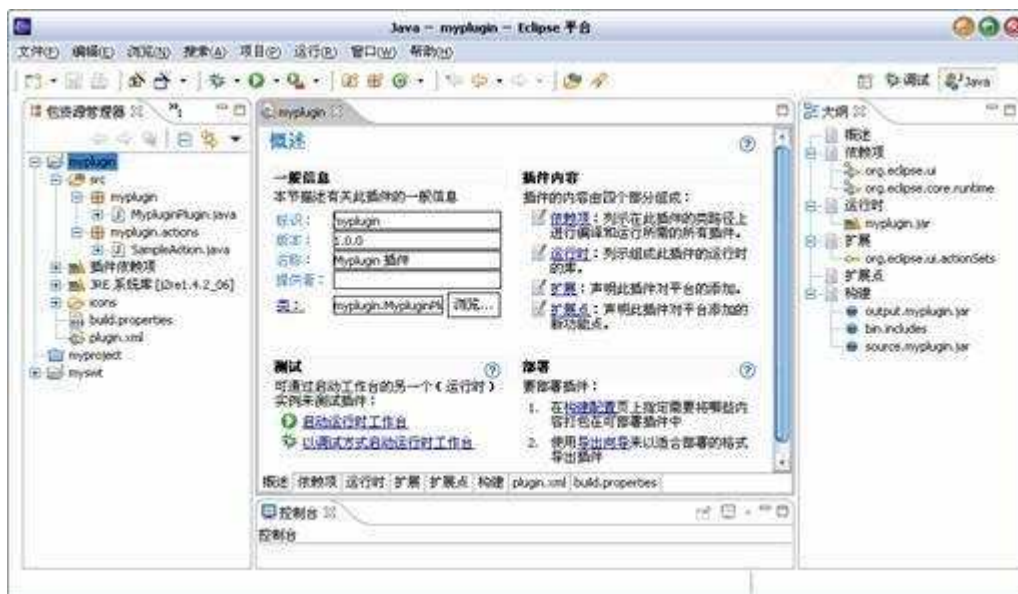 Java - myplugin - Eclipse 平台
文件(F) 编辑(E) 浏览(N) 搜索(A) 项目(P) 运行(R) 窗口(W) 帮助(H)
调试 Java
包资源管理器
myplugin
src
myplugin
MypluginPlugin.java
myplugin.actions
SampleAction.java
插件依赖项
JRE 系统库 [j2re1.4.2_06]
icons
build.properties
plugin.xml
myproject
myswt
myplugin
概述
一般信息
本节描述有关此插件的一般信息
标识： myplugin
版本： 1.0.0
名称： Myplugin 插件
提供者：
类： myplugin.MypluginPl 浏览...
插件内容
插件的内容由四个部分组成：
依赖项：列示在此插件的类路径上
进行编译和运行所需的所有插件。
运行时：列示组成此插件的运行时
的库。
扩展：声明此插件对平台的添加。
扩展点：声明此插件对平台添加的
新功能点。
测试
可通过启动工作台的另一个（运行时）
实例来测试插件：
启动运行时工作台
以调试方式启动运行时工作台
部署
要部署插件：
1. 在构建配置页上指定需要将哪些内
容打包在可部署插件中
2. 使用导出向导来以适合部署的格式
导出插件
概述 依赖项 运行时 扩展 扩展点 构建 plugin.xml build.properties
控制台
控制台
大纲
概述
依赖项
org.eclipse.ui
org.eclipse.core.runtime
运行时
myplugin.jar
扩展
org.eclipse.ui.actionSets
扩展点
构建
output.myplugin.jar
bin.includes
source.myplugin.jar